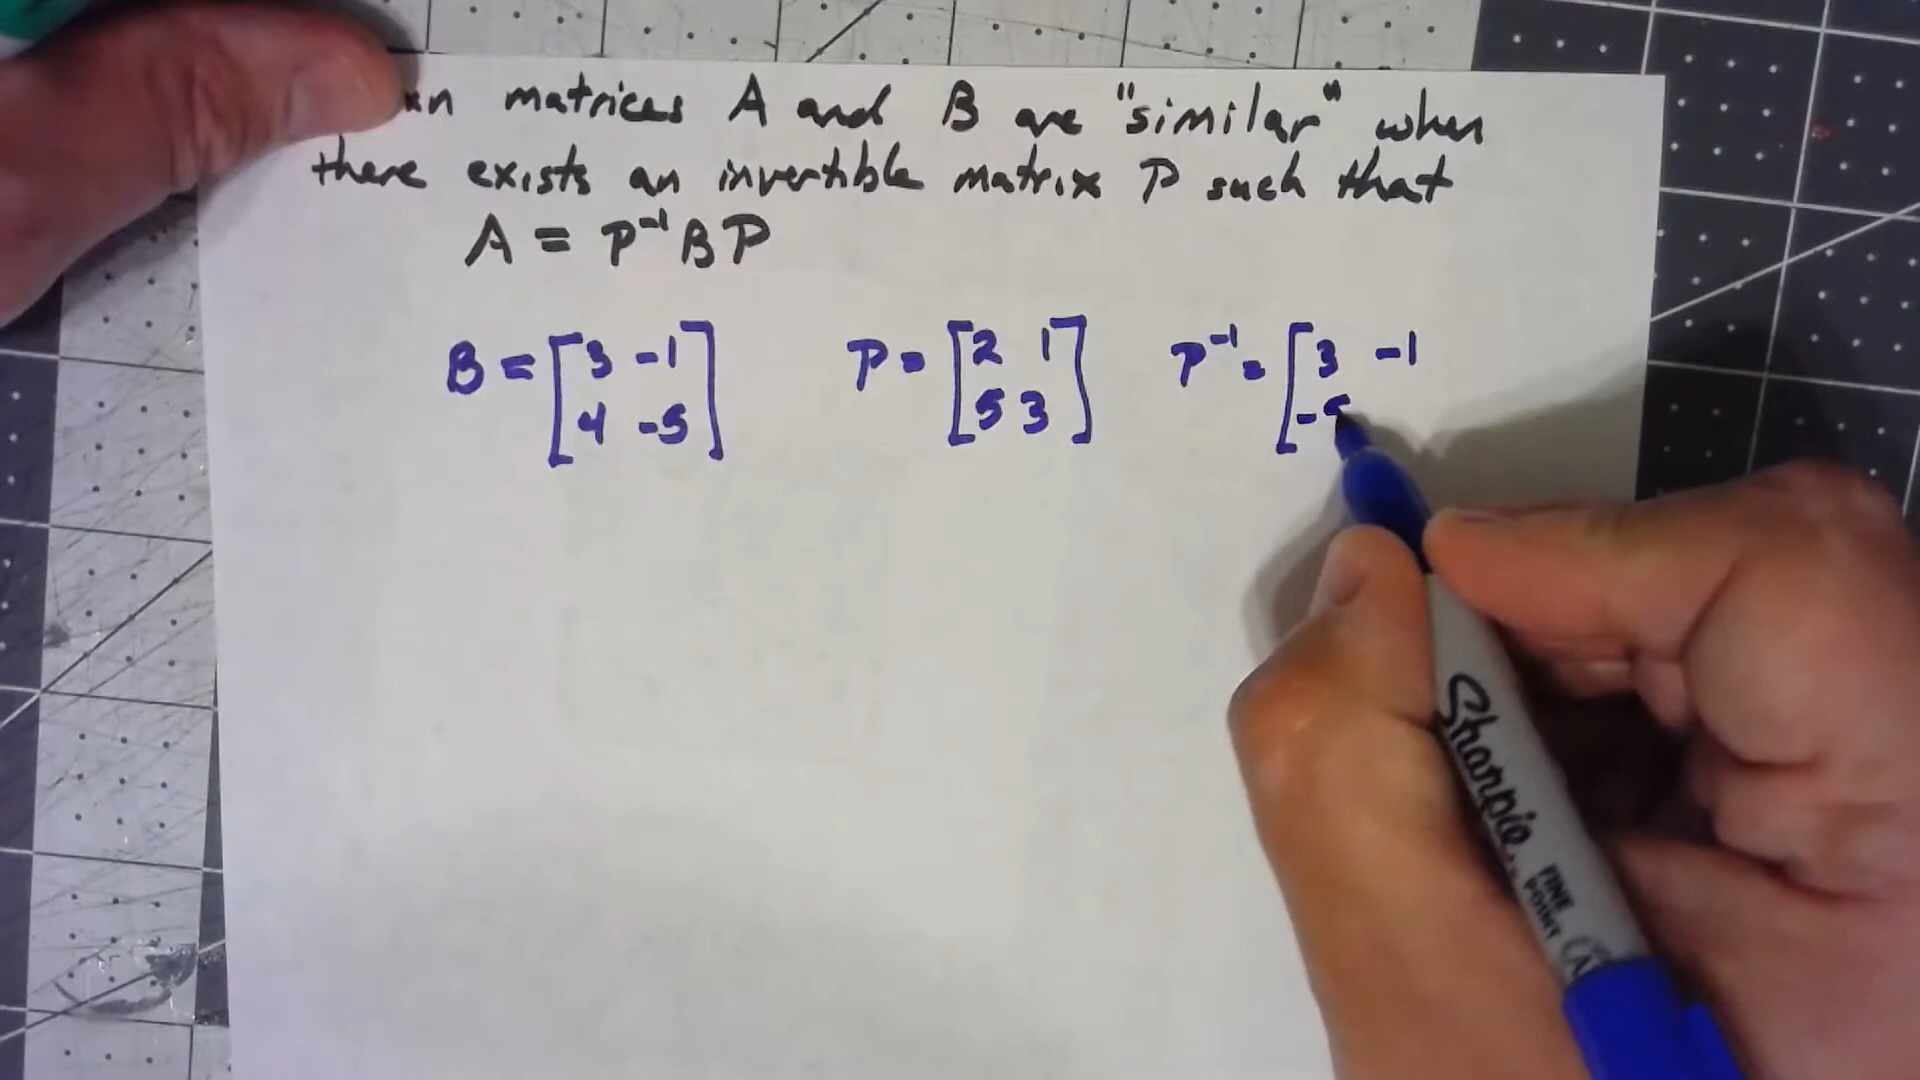 matrices A and B are "similar" when
there exists an invertible matrix P such that
A = P⁻¹BP
B = [3 -1
4 -5]
P = [2 1
5 3]
P⁻¹ = [3 -1
-5
Sharpie
FINE
POINT